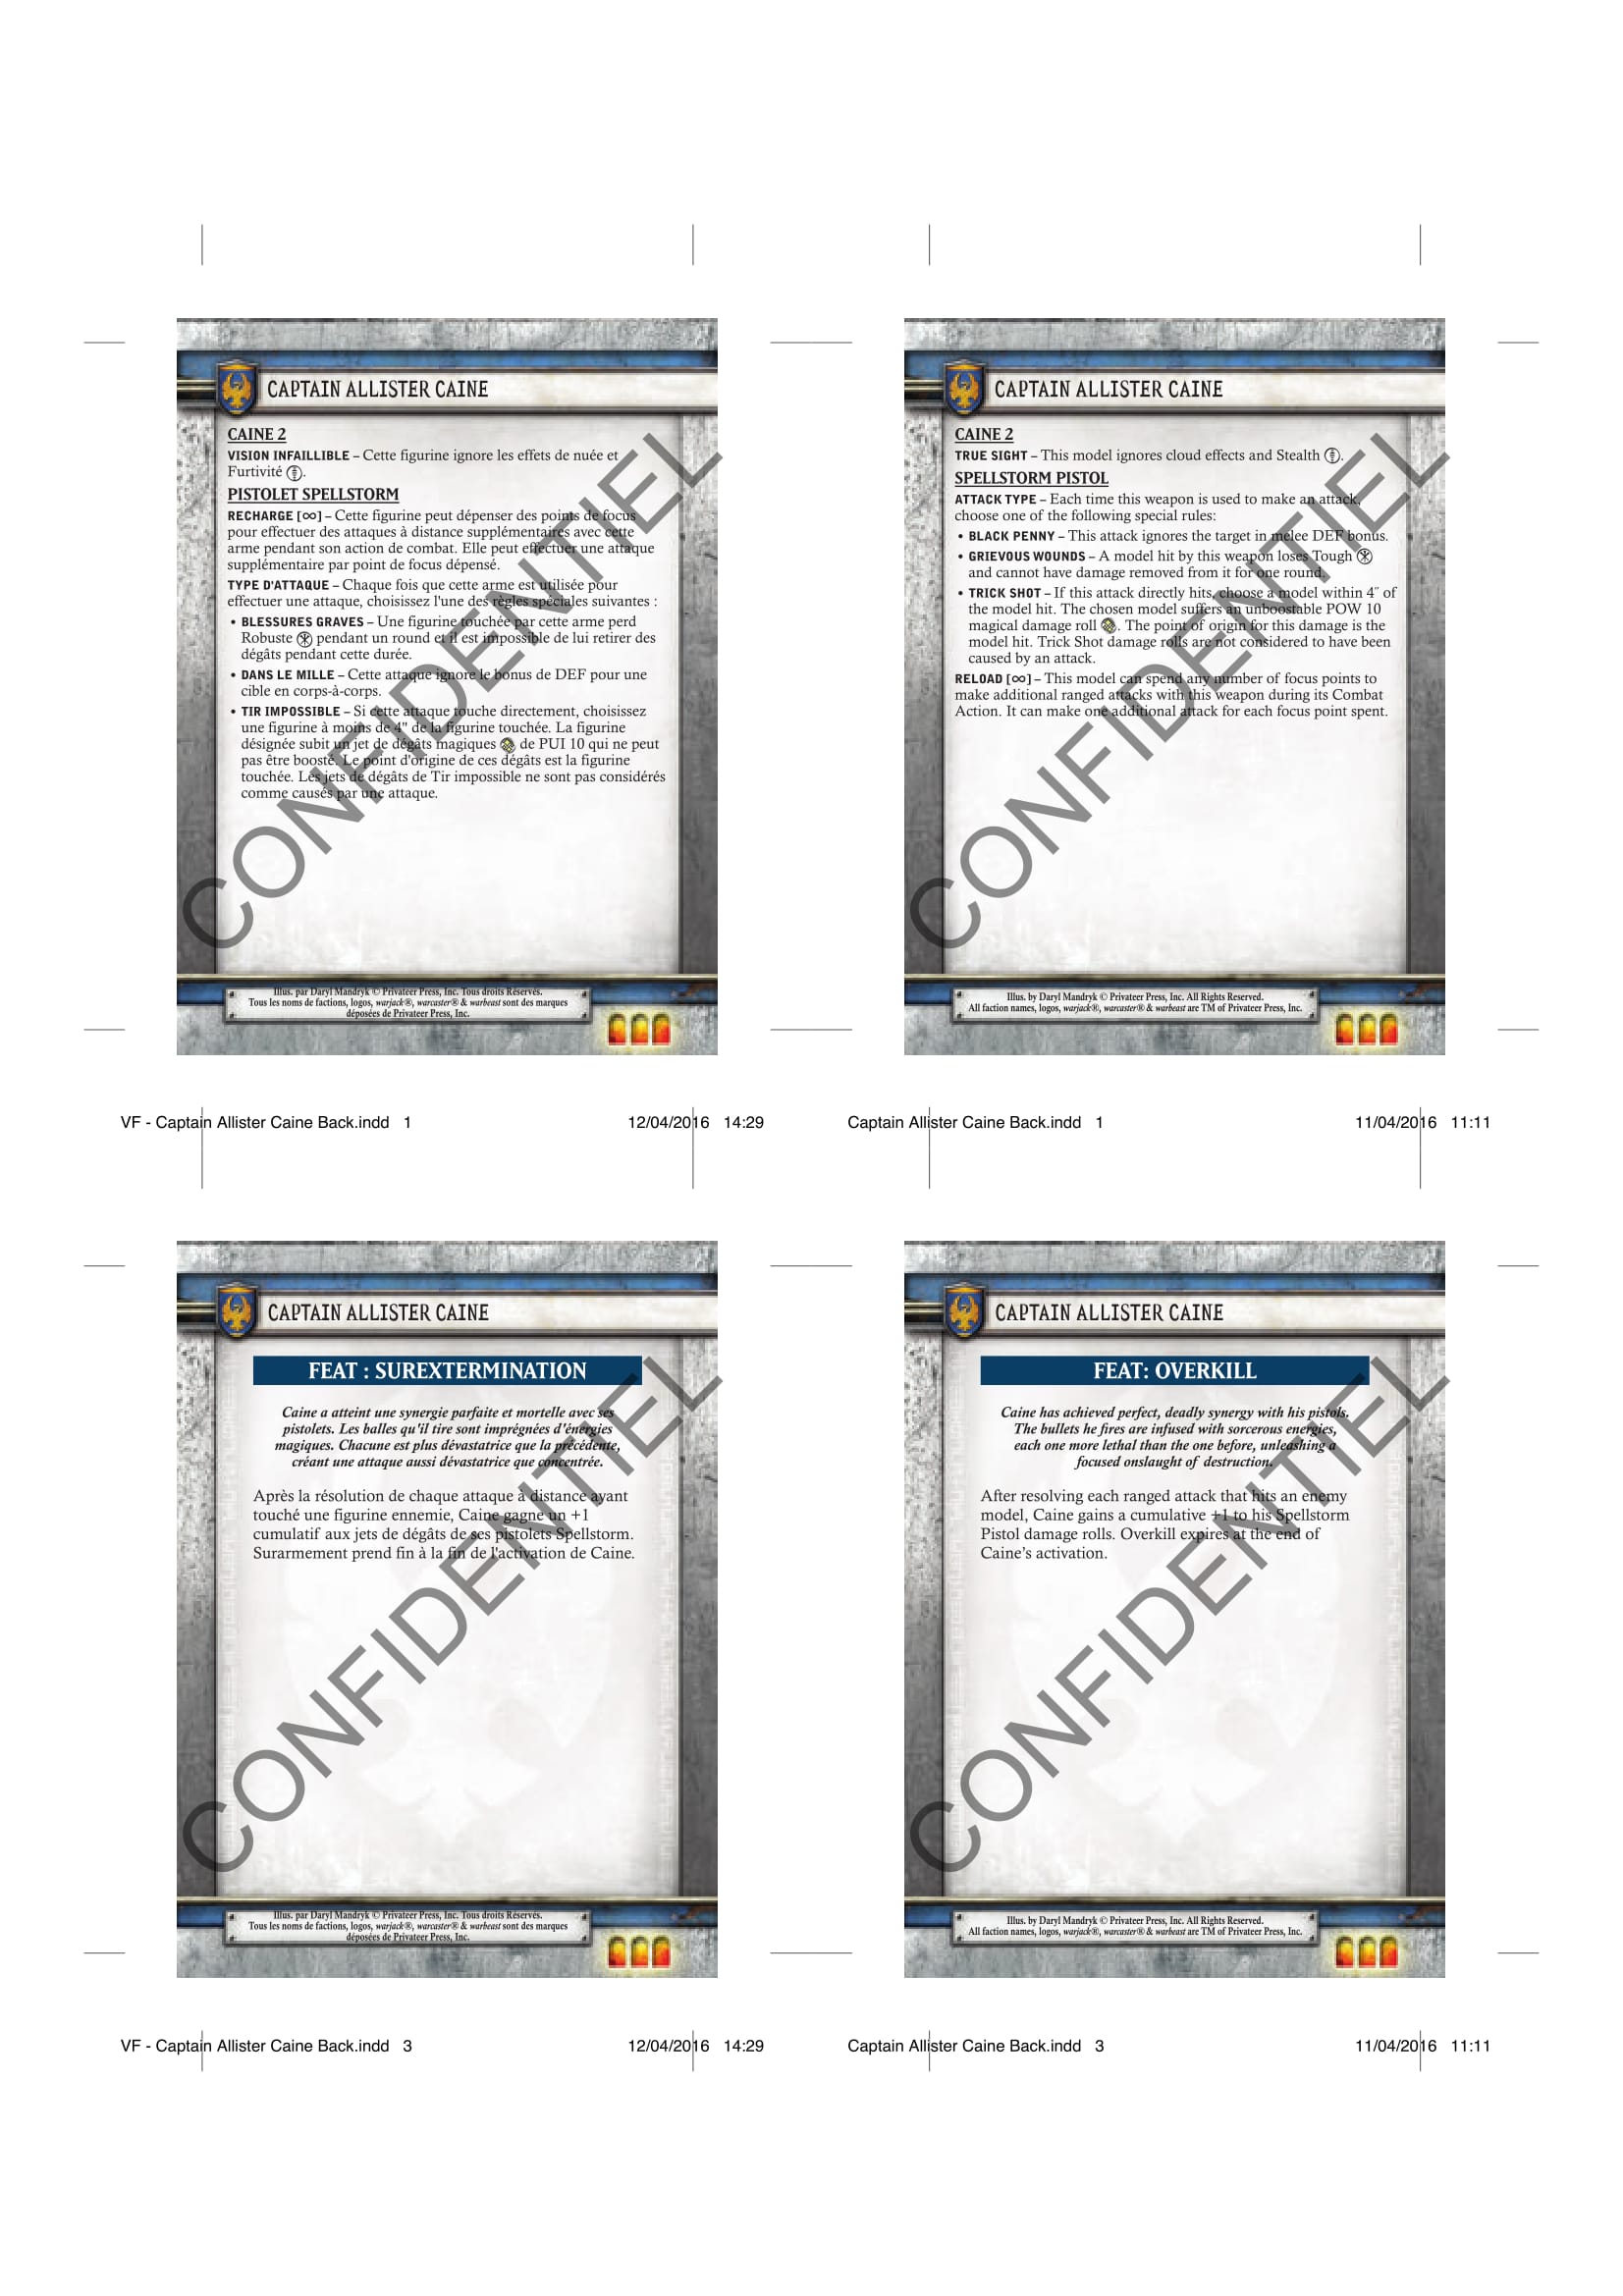 CAPTAIN ALLISTER CAINE
CAINE 2
VISION INFAILLIBLE – Cette figurine ignore les effets de nuée et
Furtivité .
PISTOLET SPELLSTORM
RECHARGE [∞] – Cette figurine peut dépenser des points de focus
pour effectuer des attaques à distance supplémentaires avec cette
arme pendant son action de combat. Elle peut effectuer une attaque
supplémentaire par point de focus dépensé.
TYPE D'ATTAQUE – Chaque fois que cette arme est utilisée pour
effectuer une attaque, choisissez l'une des règles spéciales suivantes :
• BLESSURES GRAVES – Une figurine touchée par cette arme perd
Robuste pendant un round et il est impossible de lui retirer des
dégâts pendant cette durée.
• DANS LE MILLE – Cette attaque ignore le bonus de DEF pour une
cible en corps-à-corps.
• TIR IMPOSSIBLE – Si cette attaque touche directement, choisissez
une figurine à moins de 4" de la figurine touchée. La figurine
désignée subit un jet de dégâts magiques de PUI 10 qui ne peut
pas être boosté. Le point d'origine de ces dégâts est la figurine
touchée. Les jets de dégâts de Tir impossible ne sont pas considérés
comme causés par une attaque.
CONFIDENTIEL
Illus. par Daryl Mandryk © Privateer Press, Inc. Tous droits Réservés.
Tous les noms de factions, logos, warjack®, warcaster® & warbeast sont des marques
déposées de Privateer Press, Inc.
VF - Captain Allister Caine Back.indd 1 12/04/2016 14:29
CAPTAIN ALLISTER CAINE
CAINE 2
TRUE SIGHT – This model ignores cloud effects and Stealth .
SPELLSTORM PISTOL
ATTACK TYPE – Each time this weapon is used to make an attack,
choose one of the following special rules:
• BLACK PENNY – This attack ignores the target in melee DEF bonus.
• GRIEVOUS WOUNDS – A model hit by this weapon loses Tough
and cannot have damage removed from it for one round.
• TRICK SHOT – If this attack directly hits, choose a model within 4˝ of
the model hit. The chosen model suffers an unboostable POW 10
magical damage roll . The point of origin for this damage is the
model hit. Trick Shot damage rolls are not considered to have been
caused by an attack.
RELOAD [∞] – This model can spend any number of focus points to
make additional ranged attacks with this weapon during its Combat
Action. It can make one additional attack for each focus point spent.
CONFIDENTIEL
Illus. by Daryl Mandryk © Privateer Press, Inc. All Rights Reserved.
All faction names, logos, warjack®, warcaster® & warbeast are TM of Privateer Press, Inc.
Captain Allister Caine Back.indd 1 11/04/2016 11:11
CAPTAIN ALLISTER CAINE
FEAT : SUREXTERMINATION
Caine a atteint une synergie parfaite et mortelle avec ses
pistolets. Les balles qu'il tire sont imprégnées d'énergies
magiques. Chacune est plus dévastatrice que la précédente,
créant une attaque aussi dévastatrice que concentrée.
Après la résolution de chaque attaque à distance ayant
touché une figurine ennemie, Caine gagne un +1
cumulatif aux jets de dégâts de ses pistolets Spellstorm.
Surarmement prend fin à la fin de l'activation de Caine.
CONFIDENTIEL
Illus. par Daryl Mandryk © Privateer Press, Inc. Tous droits Réservés.
Tous les noms de factions, logos, warjack®, warcaster® & warbeast sont des marques
déposées de Privateer Press, Inc.
VF - Captain Allister Caine Back.indd 3 12/04/2016 14:29
CAPTAIN ALLISTER CAINE
FEAT: OVERKILL
Caine has achieved perfect, deadly synergy with his pistols.
The bullets he fires are infused with sorcerous energies,
each one more lethal than the one before, unleashing a
focused onslaught of destruction.
After resolving each ranged attack that hits an enemy
model, Caine gains a cumulative +1 to his Spellstorm
Pistol damage rolls. Overkill expires at the end of
Caine’s activation.
CONFIDENTIEL
Illus. by Daryl Mandryk © Privateer Press, Inc. All Rights Reserved.
All faction names, logos, warjack®, warcaster® & warbeast are TM of Privateer Press, Inc.
Captain Allister Caine Back.indd 3 11/04/2016 11:11